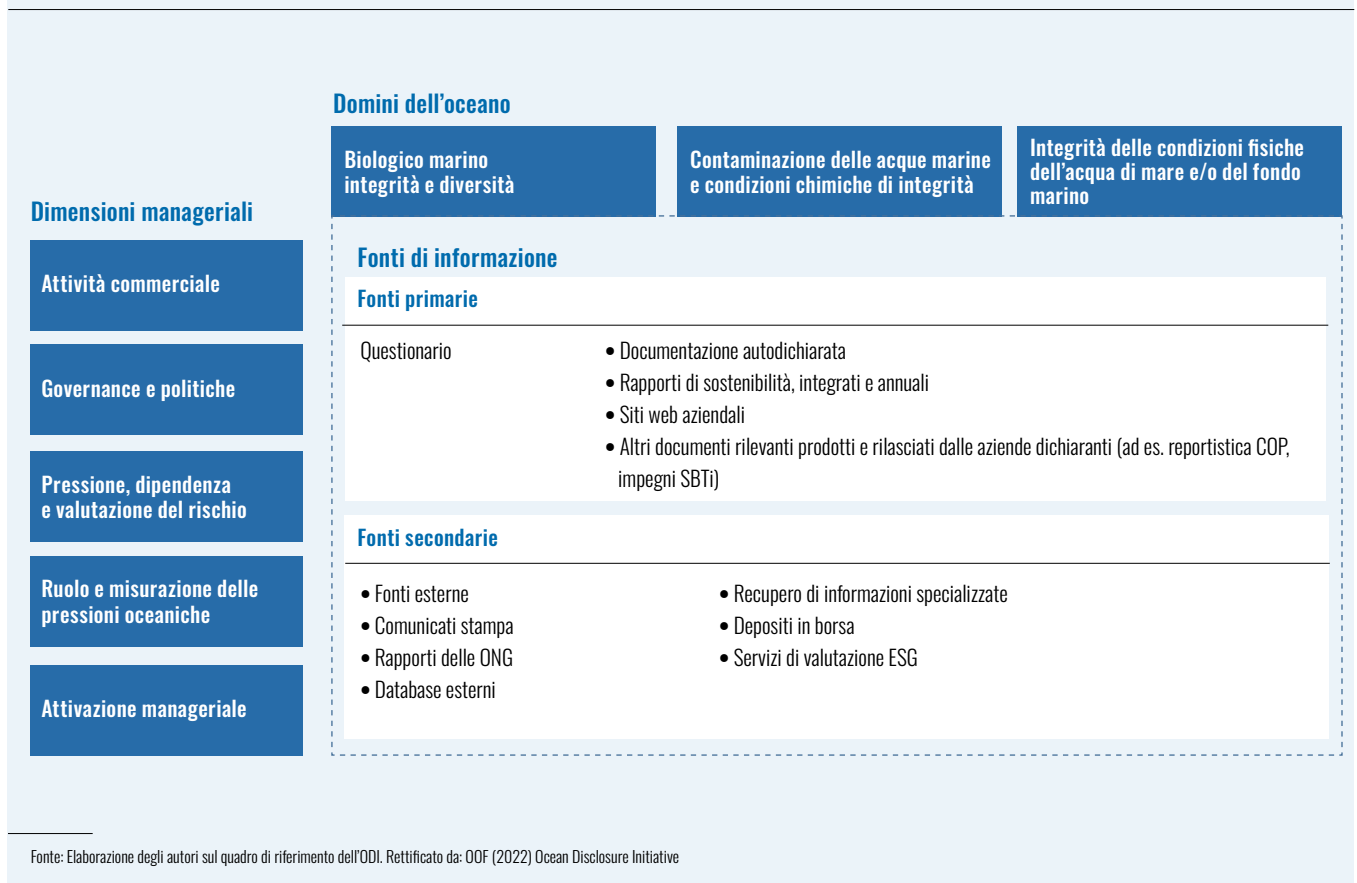 Domini dell'oceano
Biologico marino
integrità e diversità
Contaminazione delle acque marine
e condizioni chimiche di integrità
Integrità delle condizioni fisiche
dell'acqua di mare e/o del fondo
marino
Dimensioni manageriali
Attività commerciale
Governance e politiche
Pressione, dipendenza
e valutazione del rischio
Ruolo e misurazione delle
pressioni oceaniche
Attivazione manageriale
Fonti di informazione
Fonti primarie
Questionario
• Documentazione autodichiarata
• Rapporti di sostenibilità, integrati e annuali
• Siti web aziendali
• Altri documenti rilevanti prodotti e rilasciati dalle aziende dichiaranti (ad es. reportistica COP,
impegni SBTi)
Fonti secondarie
• Fonti esterne
• Comunicati stampa
• Rapporti delle ONG
• Database esterni
• Recupero di informazioni specializzate
• Depositi in borsa
• Servizi di valutazione ESG
Fonte: Elaborazione degli autori sul quadro di riferimento dell'ODI. Rettificato da: OOF (2022) Ocean Disclosure Initiative